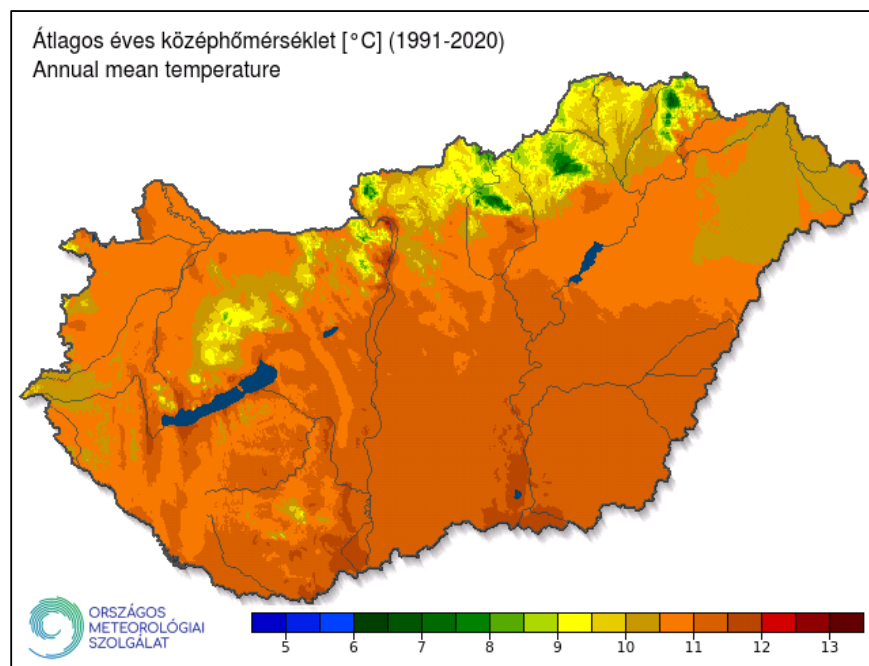 Átlagos éves középhőmérséklet [°C] (1991-2020)
Annual mean temperature
ORSZÁGOS
METEOROLÓGIAI
SZOLGÁLAT
5 6 7 8 9 10 11 12 13